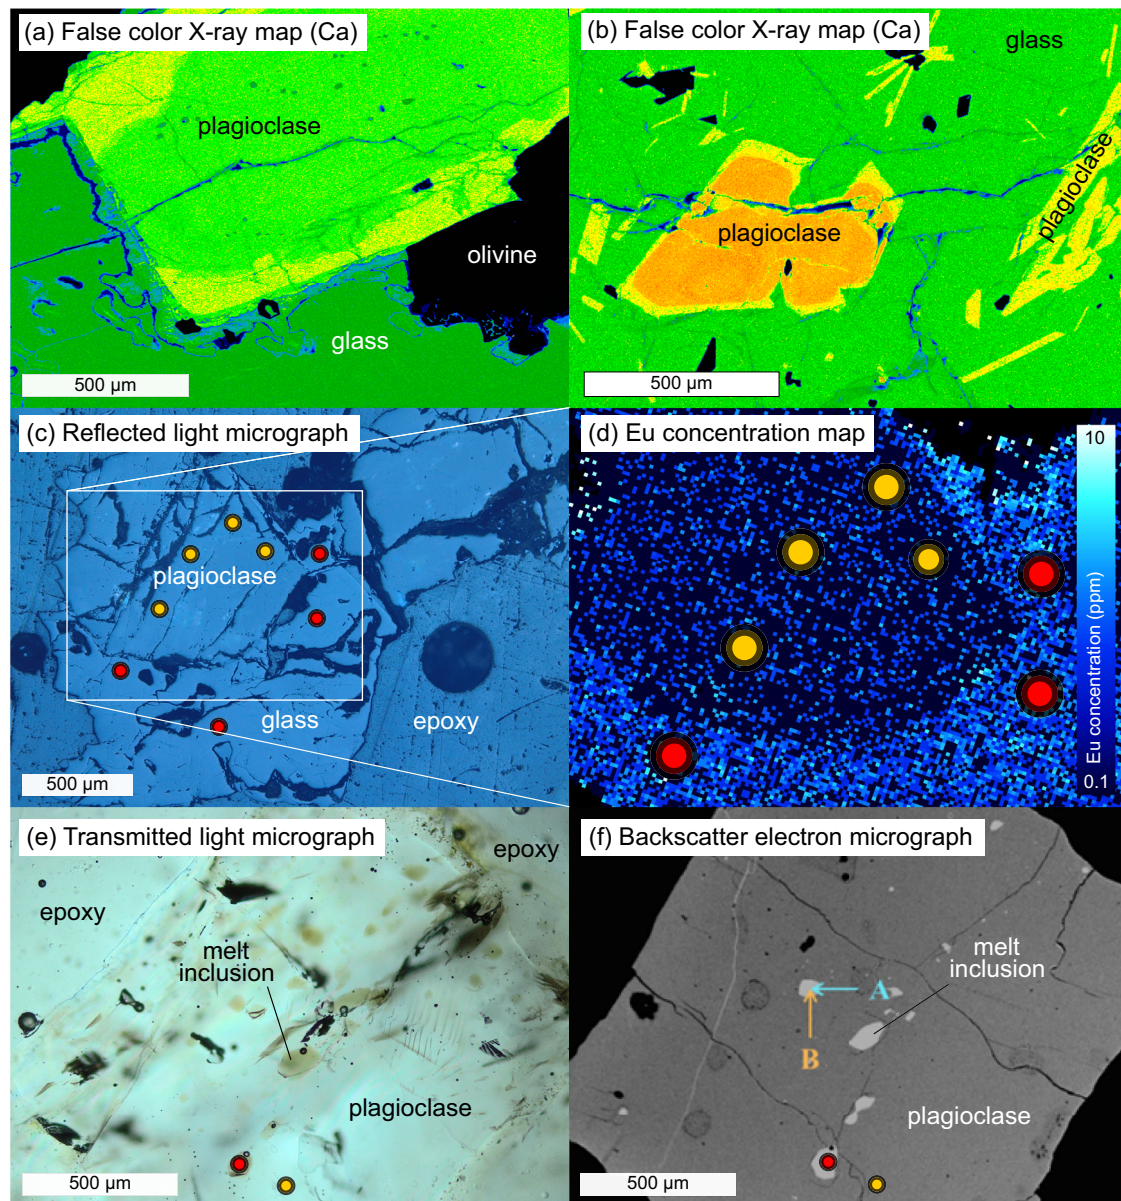 (a) False color X-ray map (Ca)
plagioclase
olivine
glass
500 µm
(b) False color X-ray map (Ca)
glass
plagioclase
plagioclase
500 µm
(c) Reflected light micrograph
plagioclase
glass
epoxy
500 µm
(d) Eu concentration map
10
Eu concentration (ppm)
0.1
(e) Transmitted light micrograph
epoxy
epoxy
melt
inclusion
plagioclase
500 µm
(f) Backscatter electron micrograph
melt
inclusion
A
B
plagioclase
500 µm